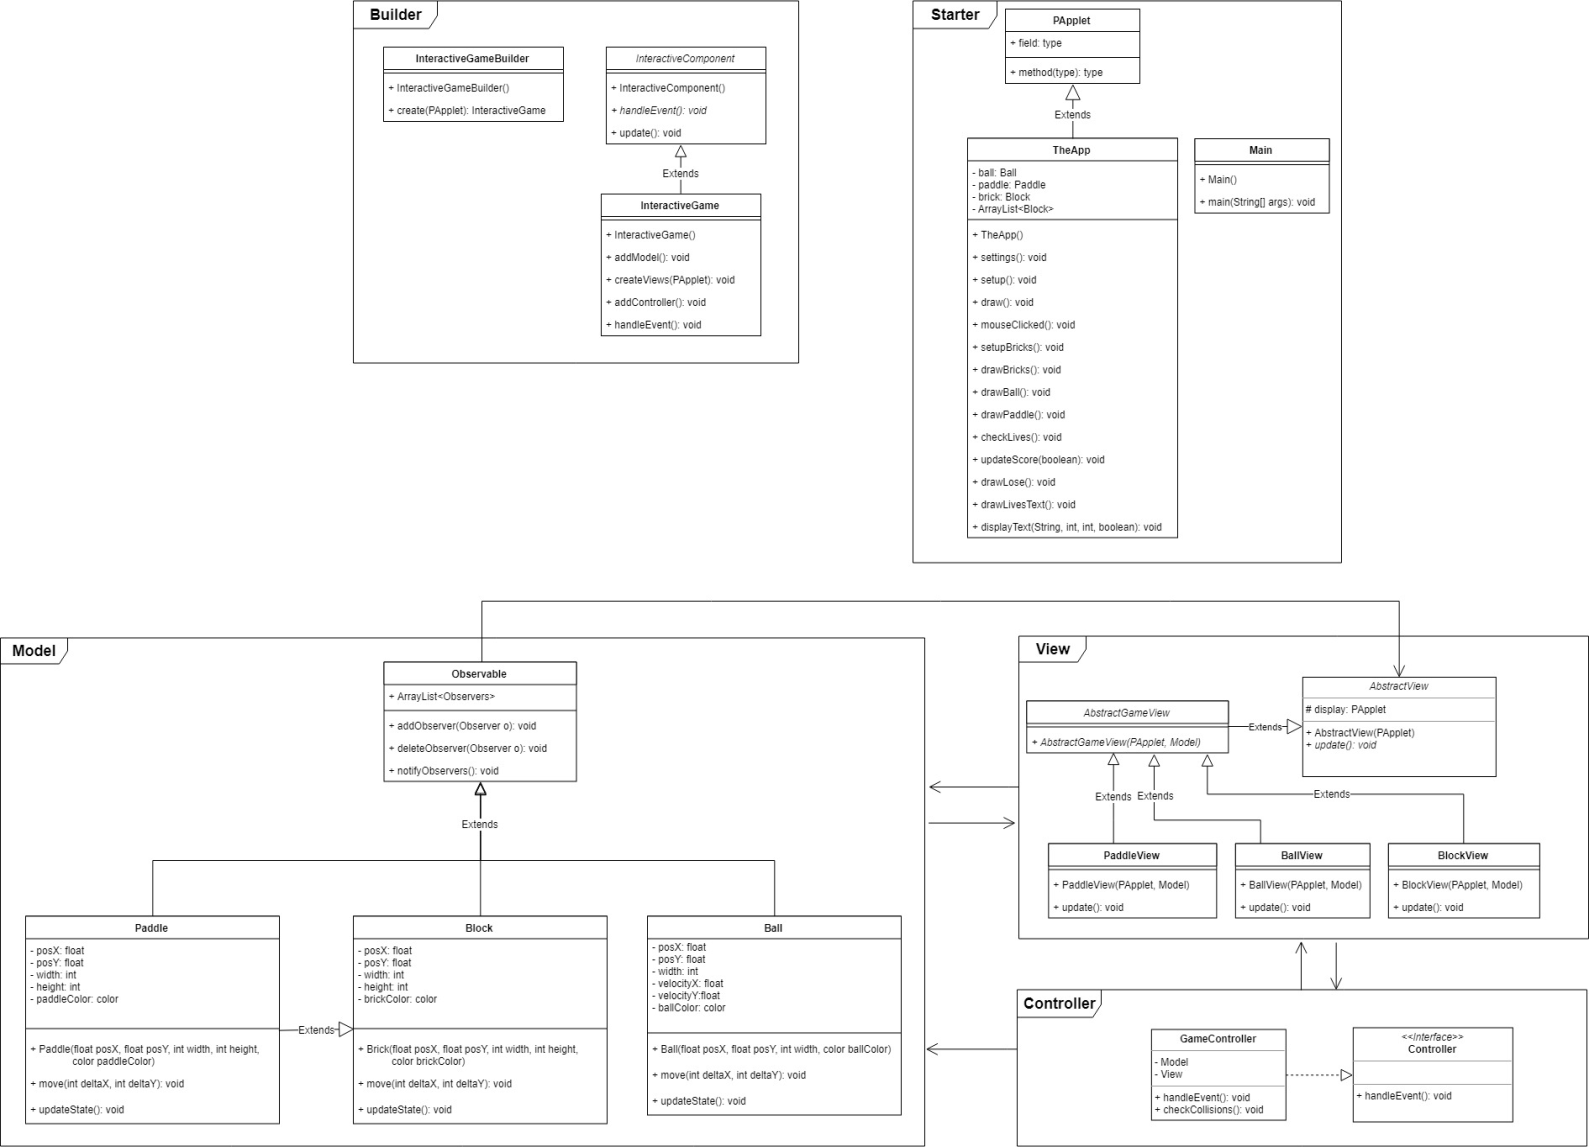 Builder
InteractiveGameBuilder
+ InteractiveGameBuilder()
+ create(PApplet): InteractiveGame
InteractiveComponent
+ InteractiveComponent()
+ handleEvent(): void
+ update(): void
Extends
InteractiveGame
+ InteractiveGame()
+ addModel(): void
+ createViews(PApplet): void
+ addController(): void
+ handleEvent(): void
Starter
PApplet
+ field: type
+ method(type): type
Extends
TheApp
- ball: Ball
- paddle: Paddle
- brick: Block
- ArrayList<Block>
+ TheApp()
+ settings(): void
+ setup(): void
+ draw(): void
+ mouseClicked(): void
+ setupBricks(): void
+ drawBricks(): void
+ drawBall(): void
+ drawPaddle(): void
+ checkLives(): void
+ updateScore(boolean): void
+ drawLose(): void
+ drawLivesText(): void
+ displayText(String, int, int, boolean): void
Main
+ Main()
+ main(String[] args): void
Model
Observable
+ ArrayList<Observers>
+ addObserver(Observer o): void
+ deleteObserver(Observer o): void
+ notifyObservers(): void
Extends
Paddle
- posX: float
- posY: float
- width: int
- height: int
- paddleColor: color
+ Paddle(float posX, float posY, int width, int height,
color paddleColor)
+ move(int deltaX, int deltaY): void
+ updateState(): void
Extends
Block
- posX: float
- posY: float
- width: int
- height: int
- brickColor: color
+ Brick(float posX, float posY, int width, int height,
color brickColor)
+ move(int deltaX, int deltaY): void
+ updateState(): void
Ball
- posX: float
- posY: float
- width: int
- velocityX: float
- velocityY:float
- ballColor: color
+ Ball(float posX, float posY, int width, color ballColor)
+ move(int deltaX, int deltaY): void
+ updateState(): void
View
AbstractGameView
+ AbstractGameView(PApplet, Model)
Extends
AbstractView
# display: PApplet
+ AbstractView(PApplet)
+ update(): void
Extends
Extends
Extends
PaddleView
+ PaddleView(PApplet, Model)
+ update(): void
BallView
+ BallView(PApplet, Model)
+ update(): void
BlockView
+ BlockView(PApplet, Model)
+ update(): void
Controller
GameController
- Model
- View
+ handleEvent(): void
+ checkCollisions(): void
<<Interface>>
Controller
+ handleEvent(): void